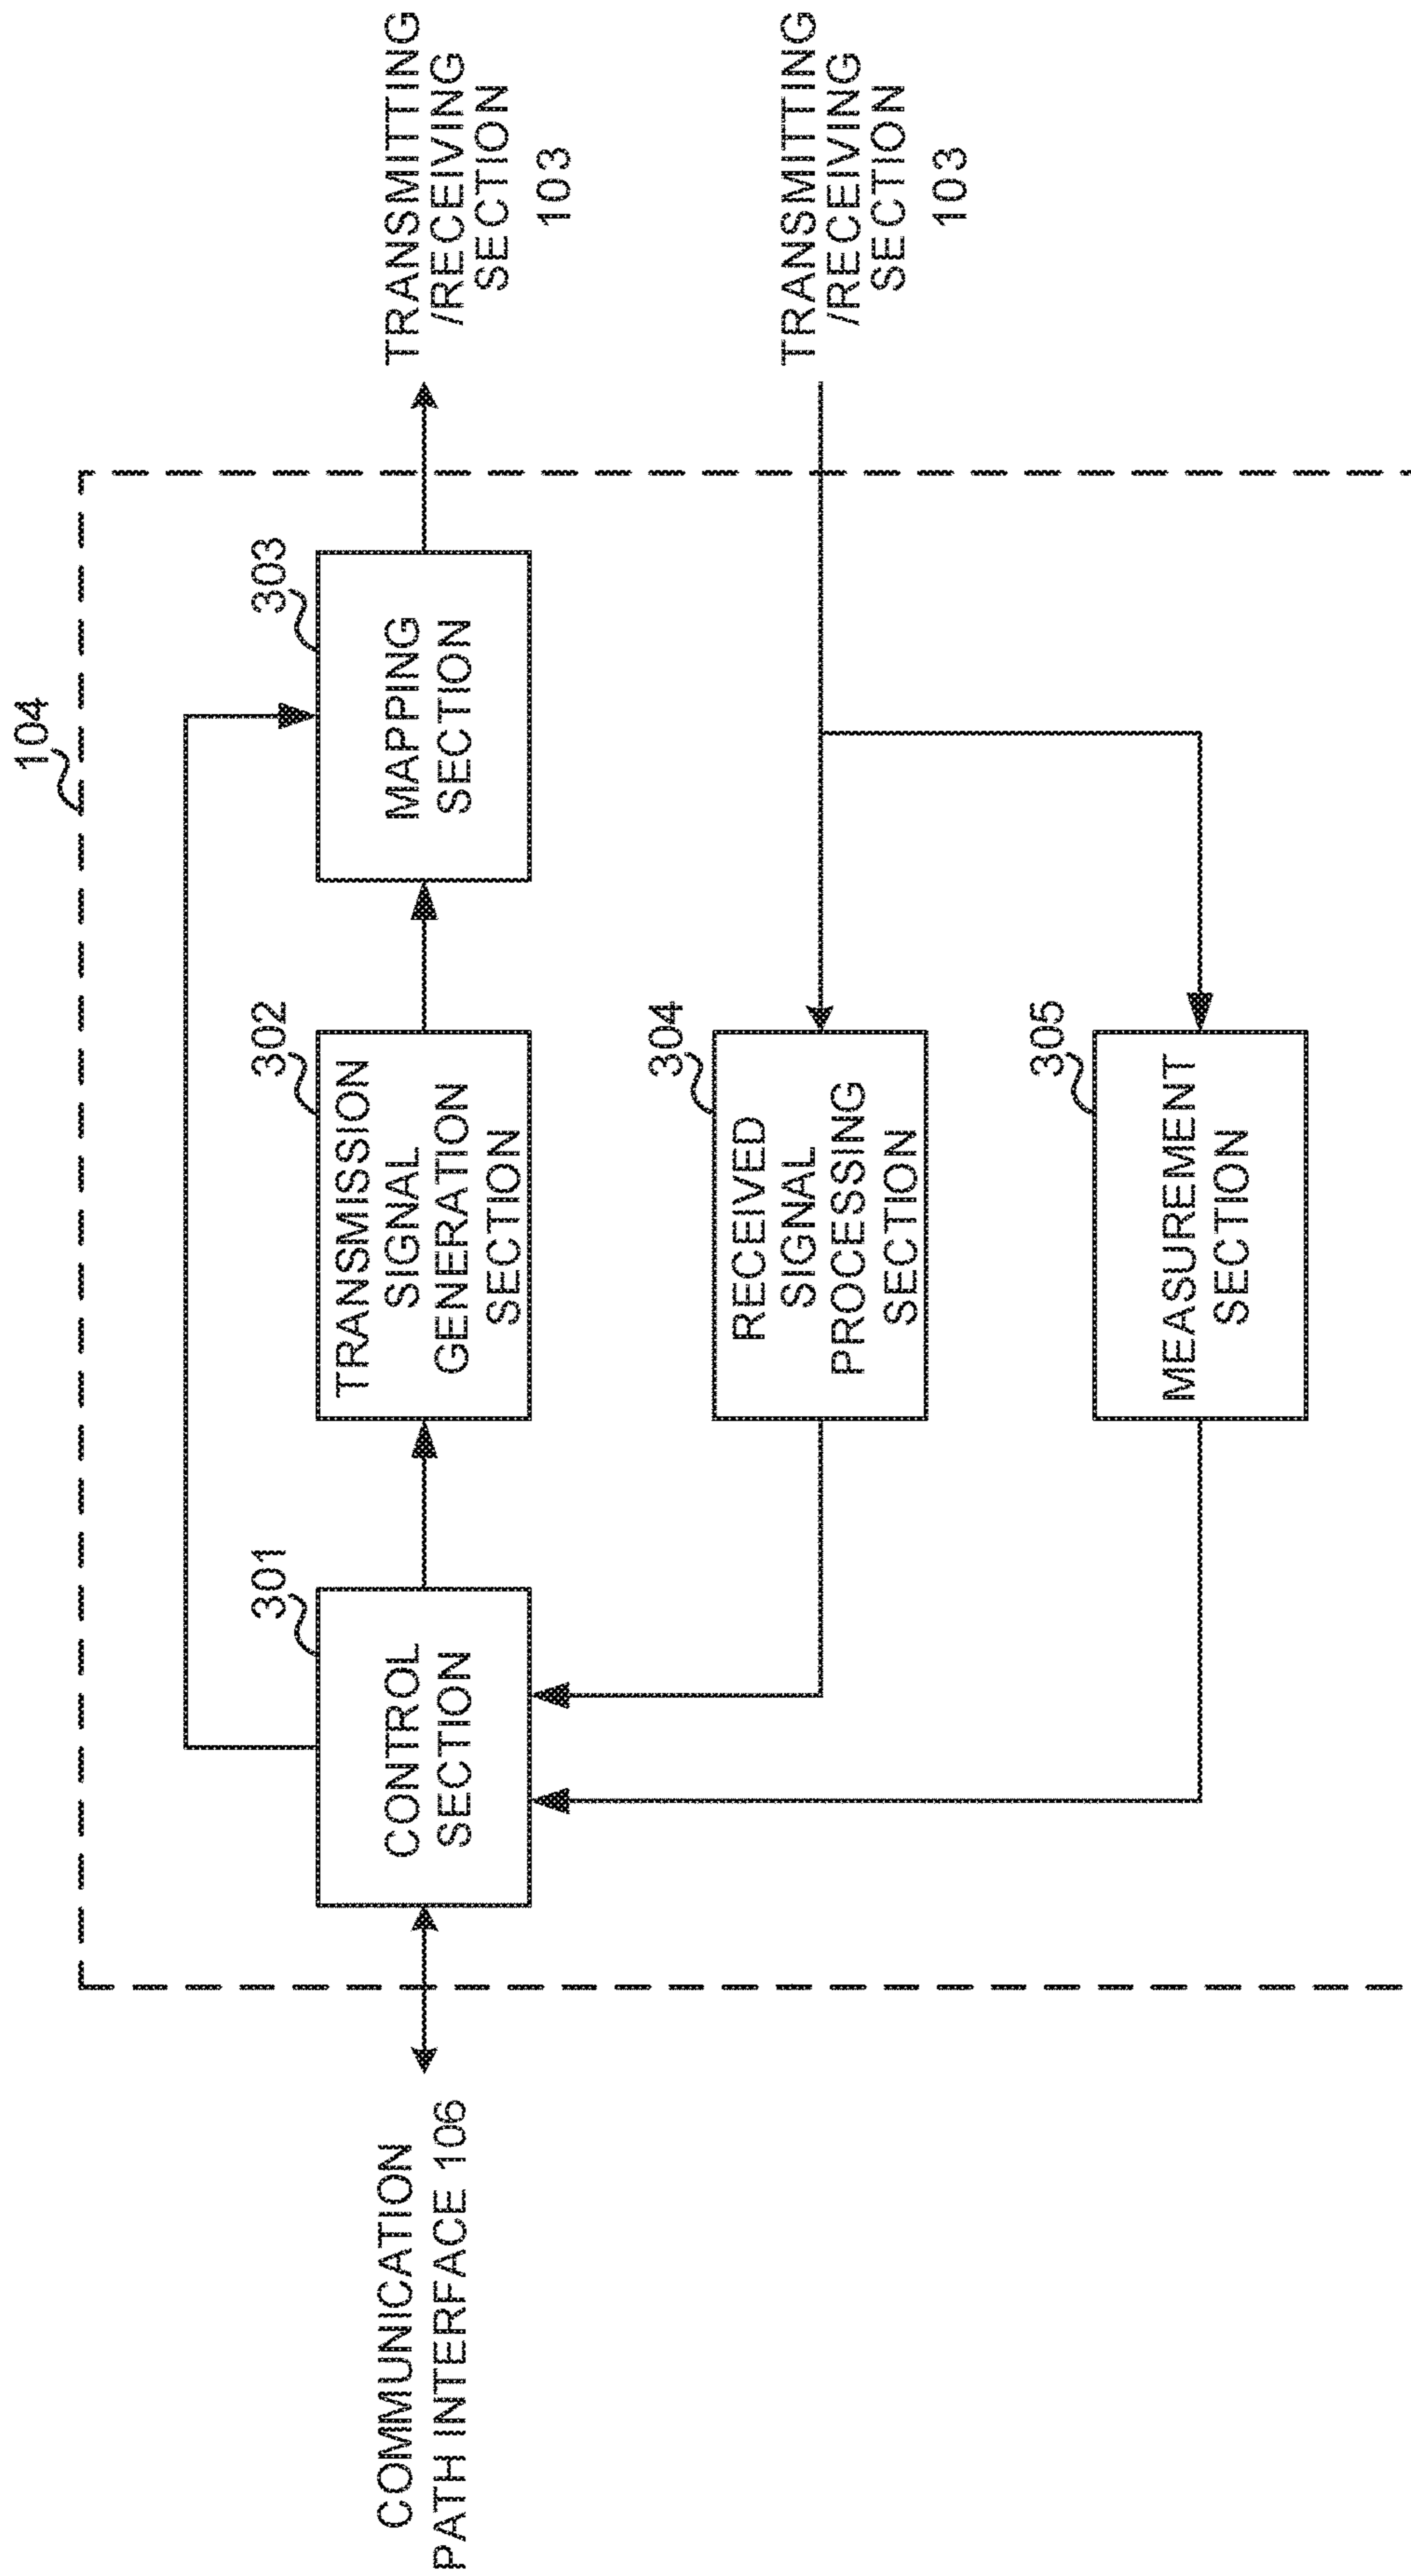 104
COMMUNICATION
PATH INTERFACE 106
301
CONTROL
SECTION
302
TRANSMISSION
SIGNAL
GENERATION
SECTION
303
MAPPING
SECTION
TRANSMITTING
/RECEIVING
SECTION
103
304
RECEIVED
SIGNAL
PROCESSING
SECTION
TRANSMITTING
/RECEIVING
SECTION
103
305
MEASUREMENT
SECTION